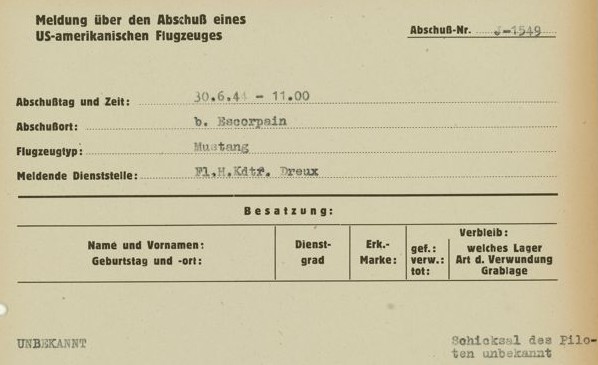 Meldung über den Abschuß eines
US-amerikanischen Flugzeuges
Abschuß-Nr. J-1549
Abschußtag und Zeit: 30.6.44 - 11.00
Abschußort: b. Escorpain
Flugzeugtyp: Mustang
Meldende Dienststelle: Fl.H.Kdtr. Dreux
Besatzung:
Name und Vornamen:
Geburtstag und -ort:
Dienst-
grad
Erk.-
Marke:
Verbleib:
gef.:
verw.:
tot:
welches Lager
Art d. Verwundung
Grablage
UNBEKANNT
Schicksal des Pilo-
ten unbekannt